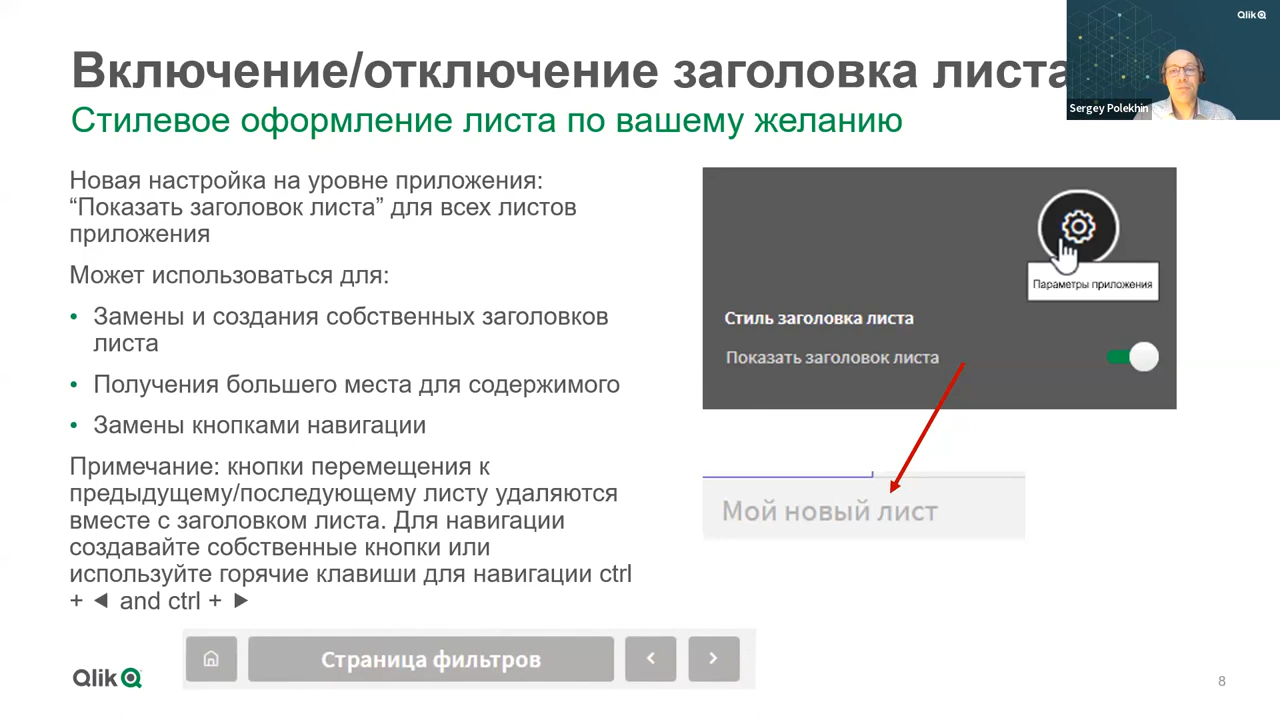 Qlik
Включение/отключение заголовка листа
Sergey Polekhin
Стилевое оформление листа по вашему желанию
Новая настройка на уровне приложения:
“Показать заголовок листа” для всех листов
приложения
Может использоваться для:
• Замены и создания собственных заголовков
листа
• Получения большего места для содержимого
• Замены кнопками навигации
Примечание: кнопки перемещения к
предыдущему/последующему листу удаляются
вместе с заголовком листа. Для навигации
создавайте собственные кнопки или
используйте горячие клавиши для навигации ctrl
+ ◄ and ctrl + ►
Параметры приложения
Стиль заголовка листа
Показать заголовок листа
Мой новый лист
Страница фильтров
Qlik
8